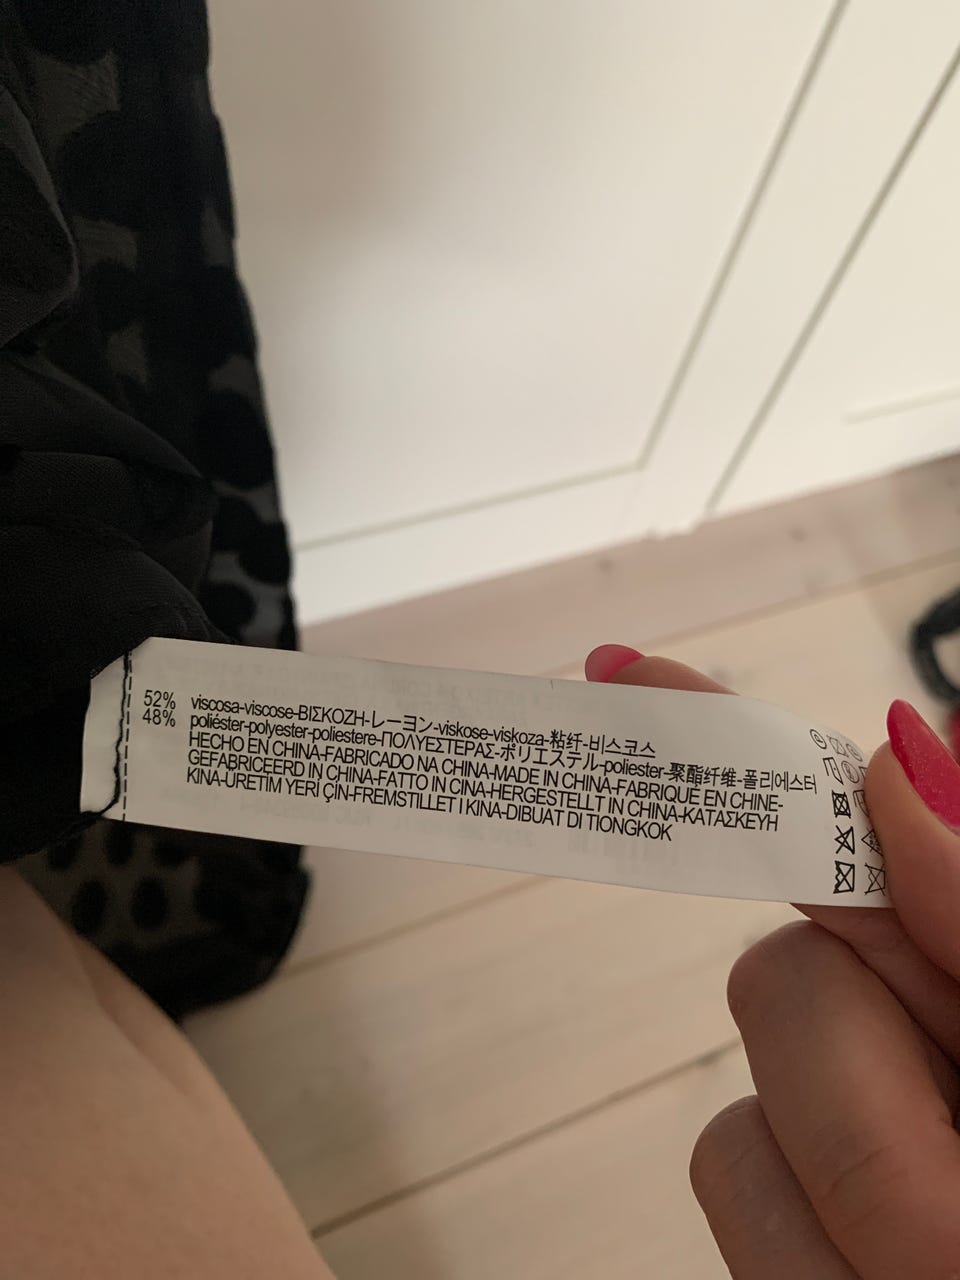 52% viscosa-viscose-ΒΙΣΚΟΖΗ-レーヨン-viskose-viskoza-粘纤-비스코스
48% poliéster-polyester-poliestere-ΠΟΛΥΕΣΤΕΡΑΣ-ポリエステル-poliester-聚酯纤维-폴리에스터
HECHO EN CHINA-FABRICADO NA CHINA-MADE IN CHINA-FABRIQUE EN CHINE-
GEFABRICEERD IN CHINA-FATTO IN CINA-HERGESTELLT IN CHINA-ΚΑΤΑΣΚΕΥΗ
KINA-ÜRETIM YERİ ÇİN-FREMSTILLET I KINA-DIBUAT DI TIONGKOK